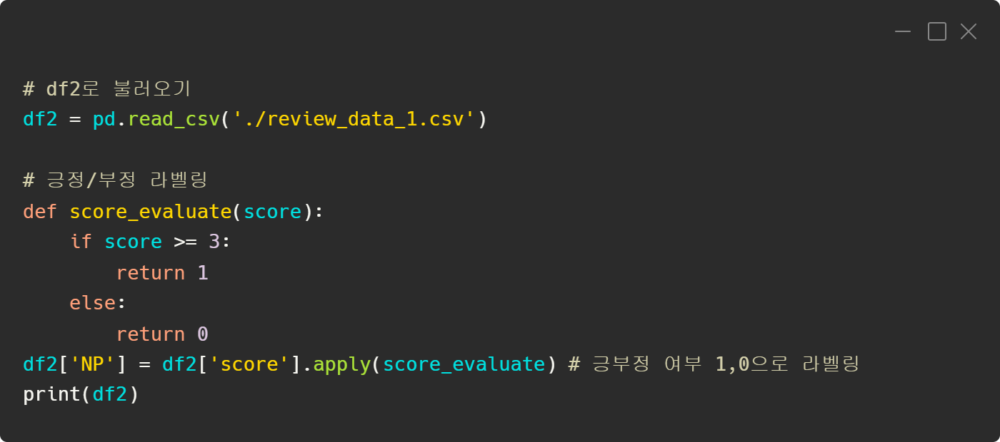 # df2로 불러오기
df2 = pd.read_csv('./review_data_1.csv')
# 긍정/부정 라벨링
def score_evaluate(score):
    if score >= 3:
        return 1
    else:
        return 0
df2['NP'] = df2['score'].apply(score_evaluate) # 긍부정 여부 1,0으로 라벨링
print(df2)